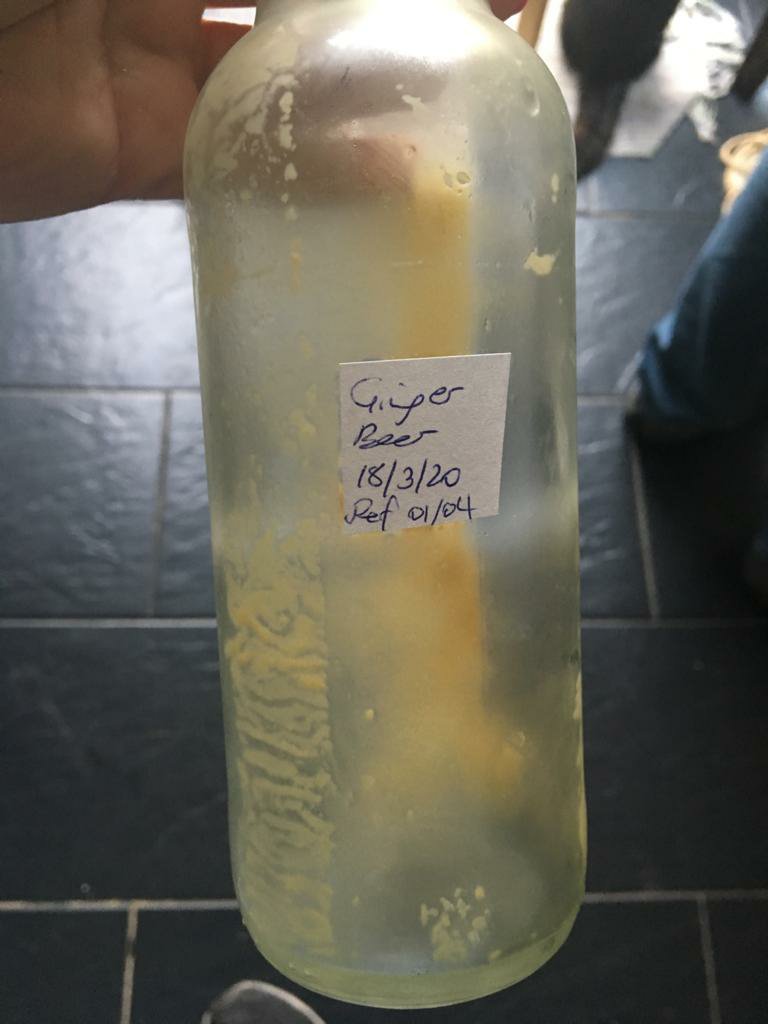 Ginger
Beer
18/3/20
Ref 01/04